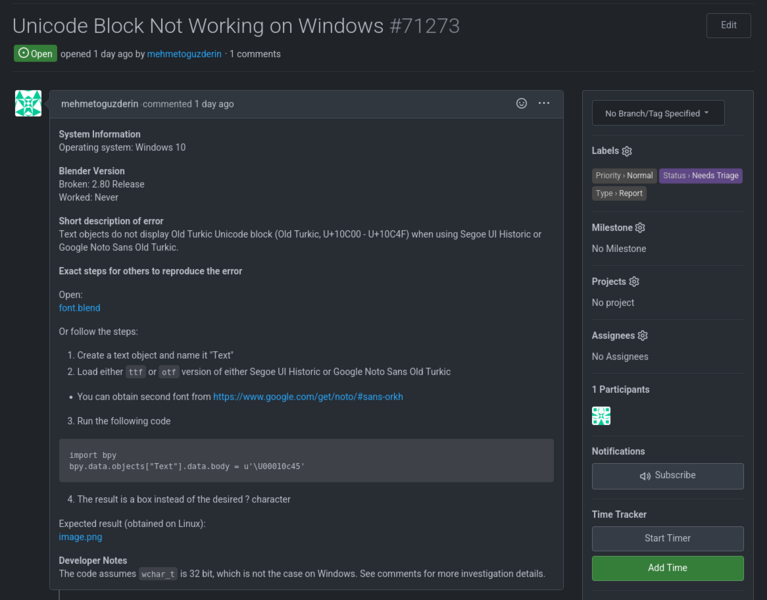 Unicode Block Not Working on Windows #71273
Edit
Open opened 1 day ago by mehmetoguzderin · 1 comments
mehmetoguzderin commented 1 day ago
System Information
Operating system: Windows 10
Blender Version
Broken: 2.80 Release
Worked: Never
Short description of error
Text objects do not display Old Turkic Unicode block (Old Turkic, U+10C00 - U+10C4F) when using Segoe UI Historic or
Google Noto Sans Old Turkic.
Exact steps for others to reproduce the error
Open:
font.blend
Or follow the steps:
1. Create a text object and name it "Text"
2. Load either ttf or otf version of either Segoe UI Historic or Google Noto Sans Old Turkic
• You can obtain second font from https://www.google.com/get/noto/#sans-orkh
3. Run the following code
import bpy
bpy.data.objects["Text"].data.body = u'\U00010c45'
4. The result is a box instead of the desired ? character
Expected result (obtained on Linux):
image.png
Developer Notes
The code assumes wchar_t is 32 bit, which is not the case on Windows. See comments for more investigation details.
No Branch/Tag Specified
Labels
Priority › Normal Status › Needs Triage
Type › Report
Milestone
No Milestone
Projects
No project
Assignees
No Assignees
1 Participants
Notifications
Subscribe
Time Tracker
Start Timer
Add Time